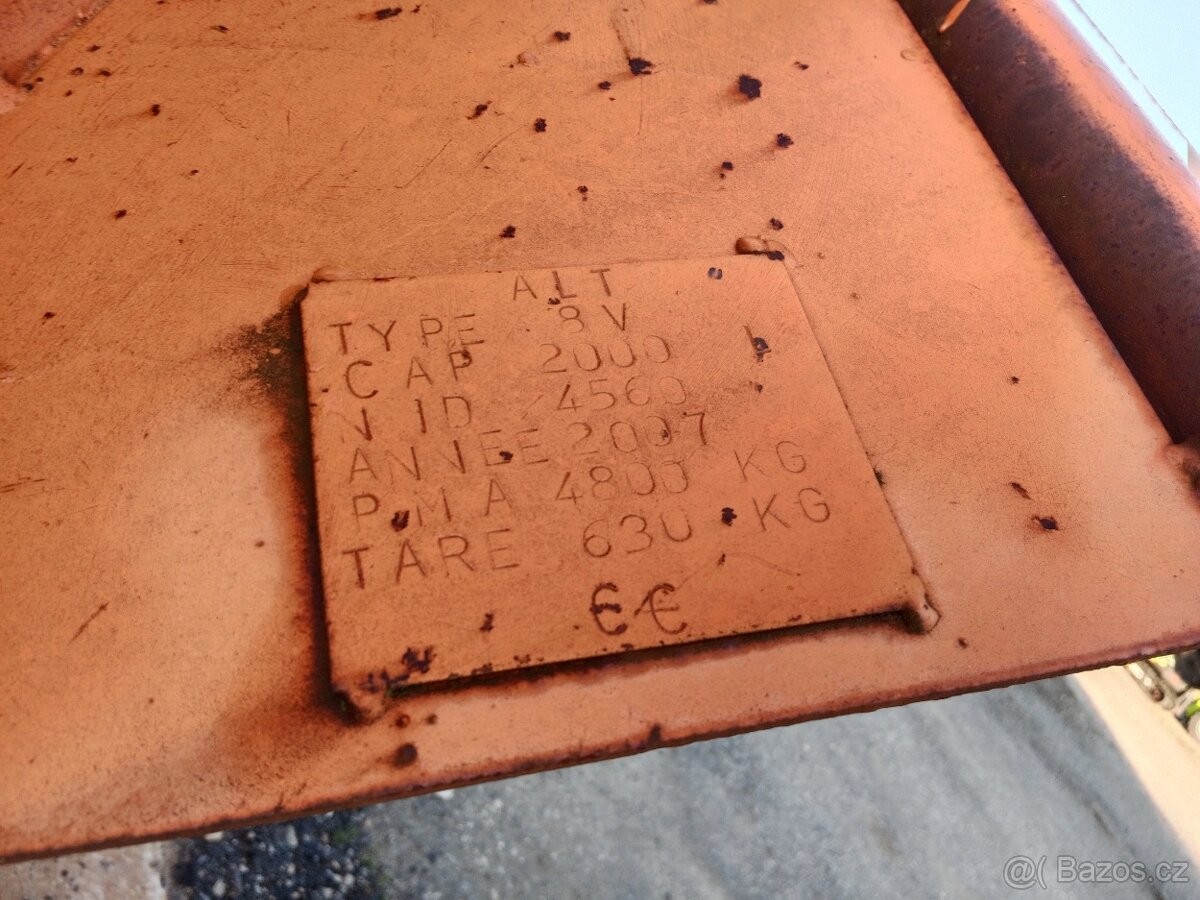 ALT
TYPE 8V
CAP 2000 L
N ID 4560
ANNEE 2007
P M A 4800 KG
TARE 630 KG
CE
@( Bazos.cz